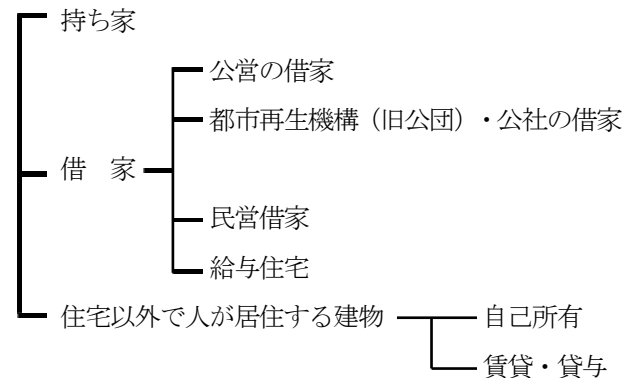 持ち家
公営の借家
都市再生機構（旧公団）・公社の借家
借　家
民営借家
給与住宅
住宅以外で人が居住する建物
自己所有
賃貸・貸与